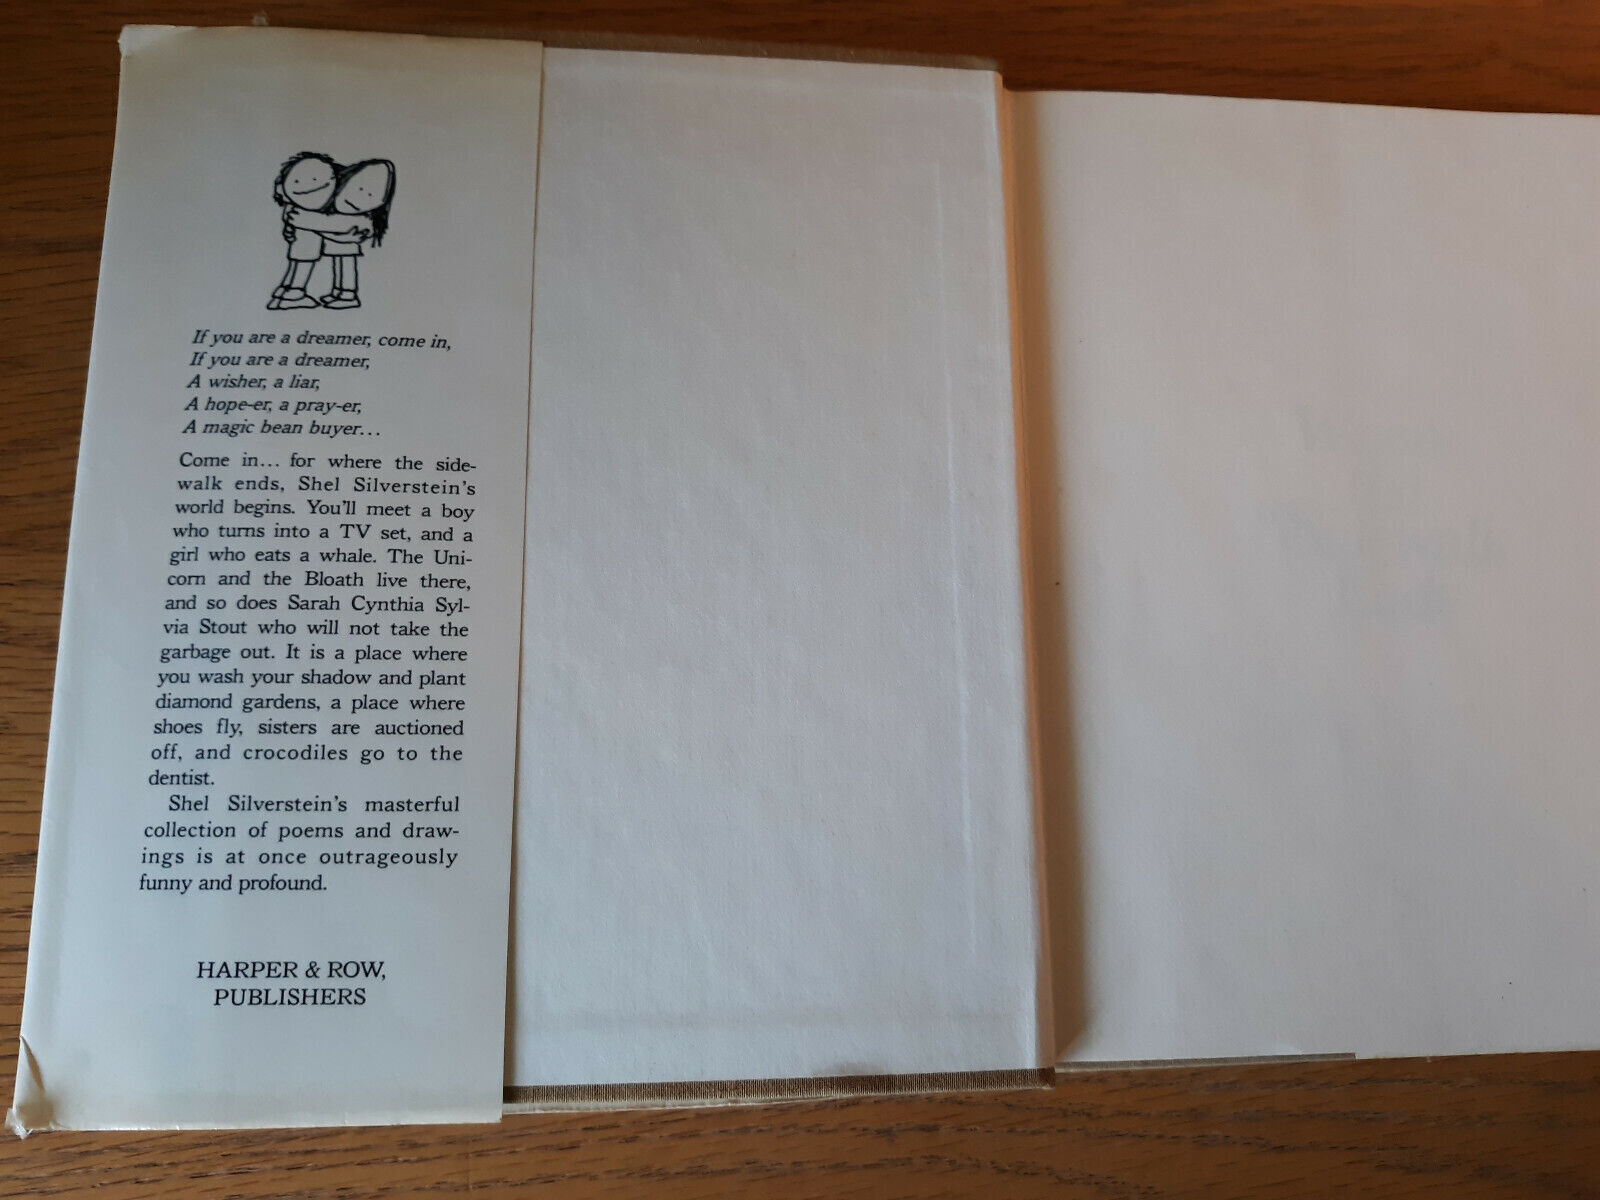 If you are a dreamer, come in,
If you are a dreamer,
A wisher, a liar,
A hope-er, a pray-er,
A magic bean buyer...
Come in... for where the side-
walk ends, Shel Silverstein's
world begins. You'll meet a boy
who turns into a TV set, and a
girl who eats a whale. The Uni-
corn and the Bloath live there,
and so does Sarah Cynthia Syl-
via Stout who will not take the
garbage out. It is a place where
you wash your shadow and plant
diamond gardens, a place where
shoes fly, sisters are auctioned
off, and crocodiles go to the
dentist.
Shel Silverstein's masterful
collection of poems and draw-
ings is at once outrageously
funny and profound.
HARPER & ROW,
PUBLISHERS